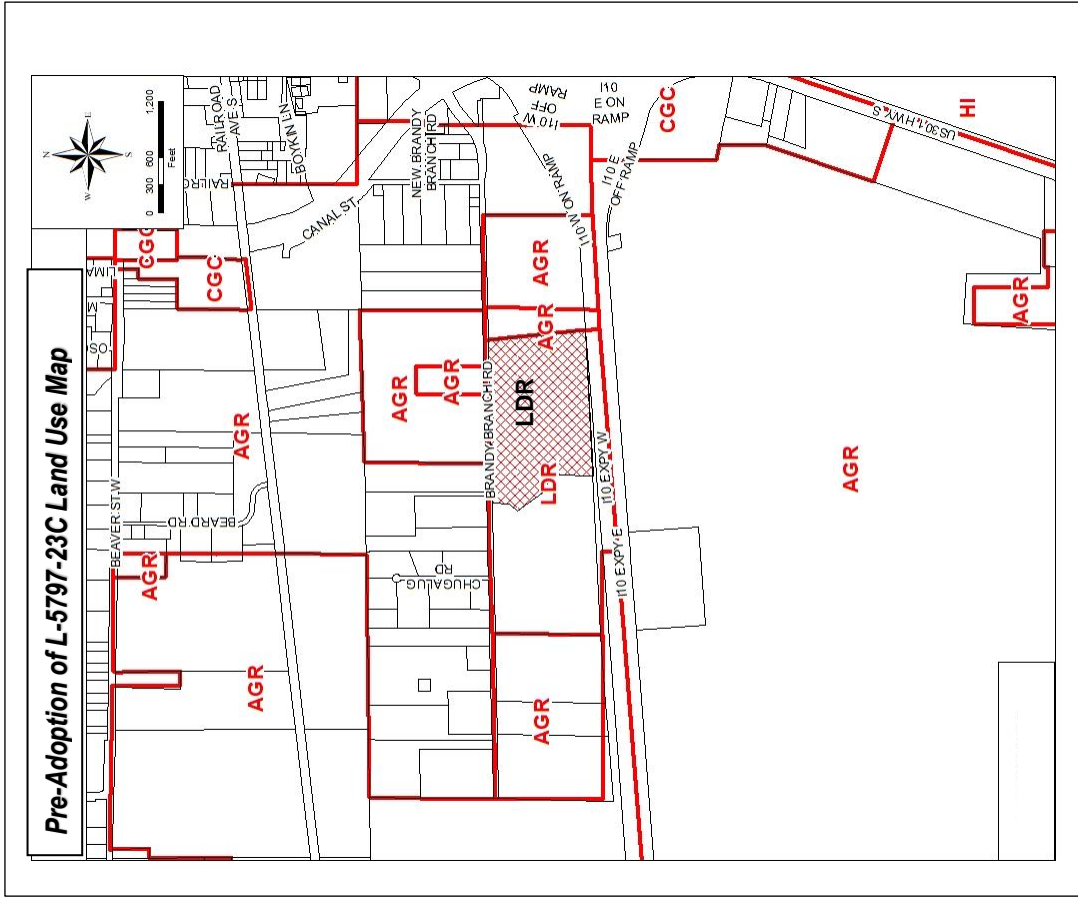 Pre-Adoption of L-5797-23C Land Use Map
N
E
S
W
0 300 600 1,200
Feet
RAILROAD
AVE S
BOYKIN LN
RAILRO
CANAL ST
NEW BRANDY
BRANCH RD
I10 W
OFF
RAMP
I10
E ON
RAMP
I10 W ON RAMP
I10 E
OFF RAMP
CGC
US 301 HWY S
HI
CGC
CGC
LIMA
M
OSC
BEAVER ST W
AGR
BEARD RD
AGR
AGR
AGR
AGR
BRANDY BRANCH RD
AGR
AGR
LDR
LDR
I10 EXPY W
I10 EXPY E
CHUGALUG
RD
AGR
AGR
AGR